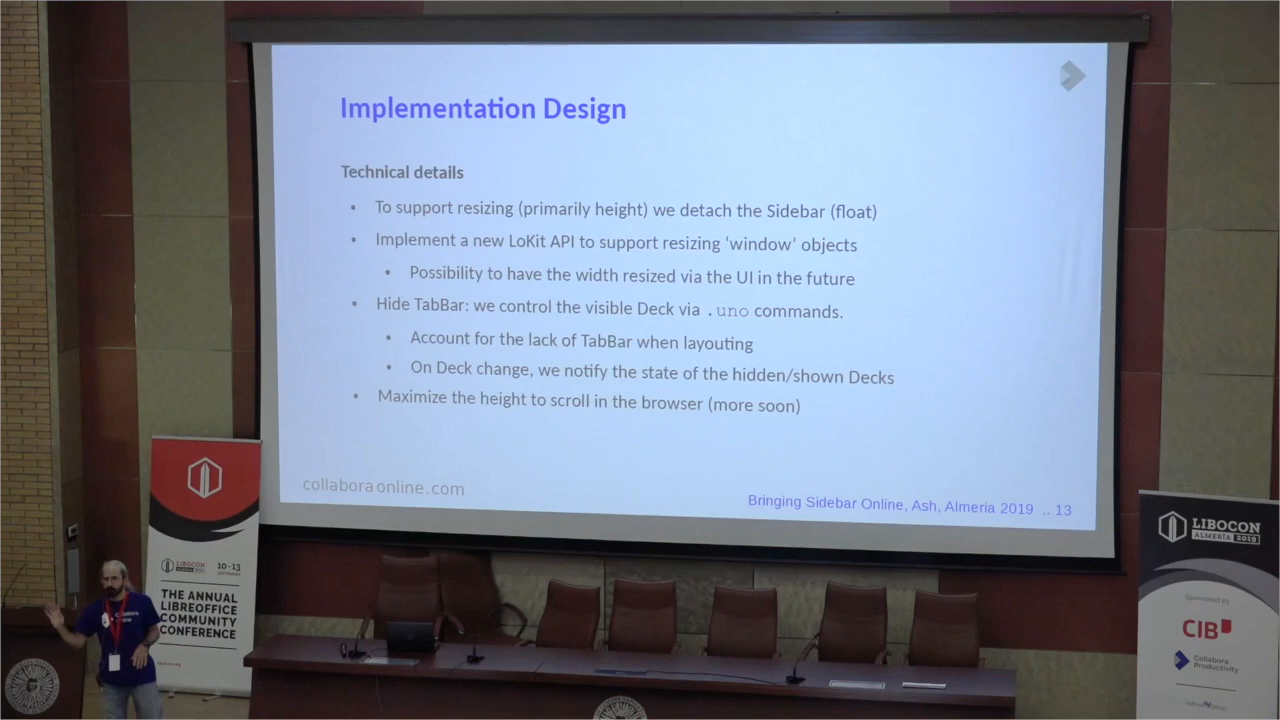 Implementation Design
Technical details
• To support resizing (primarily height) we detach the Sidebar (float)
• Implement a new LoKit API to support resizing 'window' objects
• Possibility to have the width resized via the UI in the future
• Hide TabBar: we control the visible Deck via .uno commands.
• Account for the lack of TabBar when layouting
• On Deck change, we notify the state of the hidden/shown Decks
• Maximize the height to scroll in the browser (more soon)
collaboraonline.com
Bringing Sidebar Online, Ash, Almeria 2019 .. 13
LIBOCON
ALMERÍA 2019
10-13
THE ANNUAL
LIBREOFFICE
COMMUNITY
CONFERENCE
LIBOCON
ALMERÍA 2019
Sponsored by
CIB
Collabora
Productivity